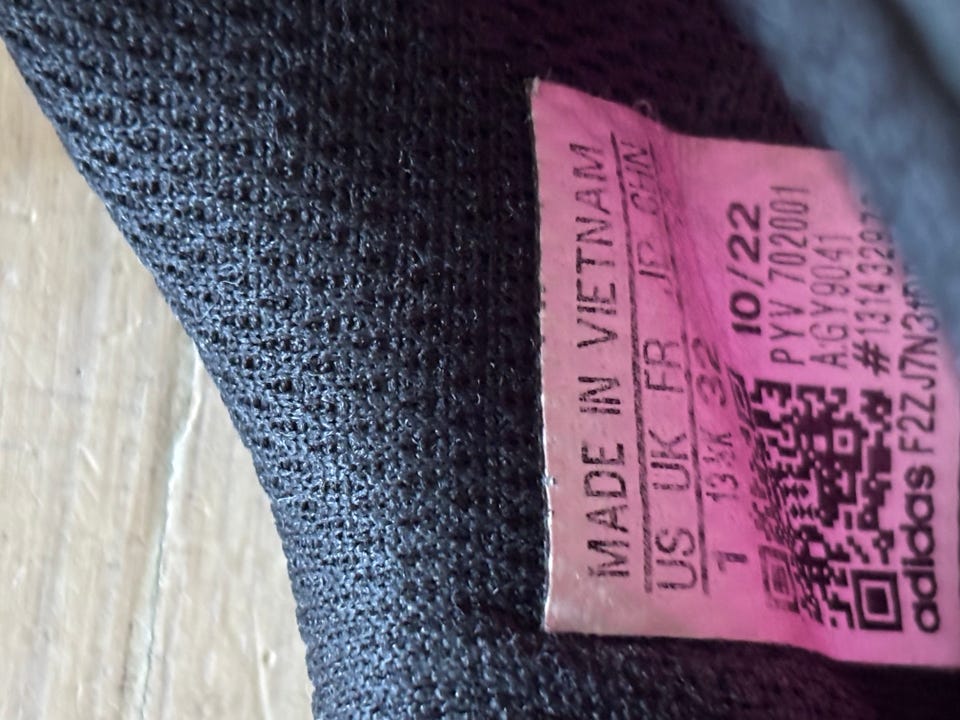 MADE IN VIETNAM
US UK FR JP CHN
1 13½K 32
10/22
PYV 702001
AGY9041
adidas